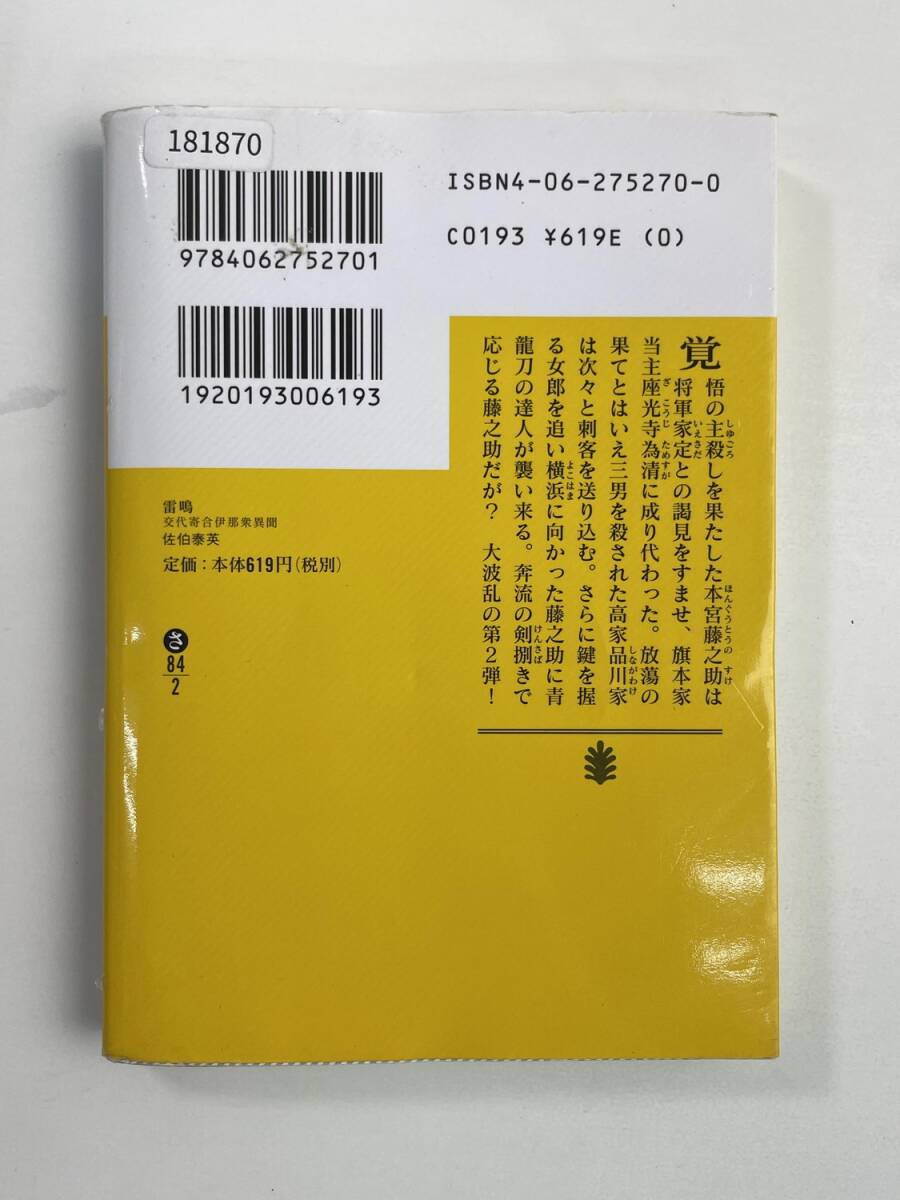 181870
ISBN4-06-275270-0
C0193 ¥619E (0)
9784062752701
1920193006193
覚悟の主殺しを果たした本宮藤之助は
将軍家定との謁見をすませ、旗本家
当主座光寺為清に成り代わった。放蕩の
果てとはいえ三男を殺された高家品川家
は次々と刺客を送り込む。さらに鍵を握
る女郎を追い横浜に向かった藤之助に青
龍刀の達人が襲い来る。奔流の剣捌きで
応じる藤之助だが? 大波乱の第2弾!
雷鳴
交代寄合伊那衆異聞
佐伯泰英
定価:本体619円(税別)
さ
84
2